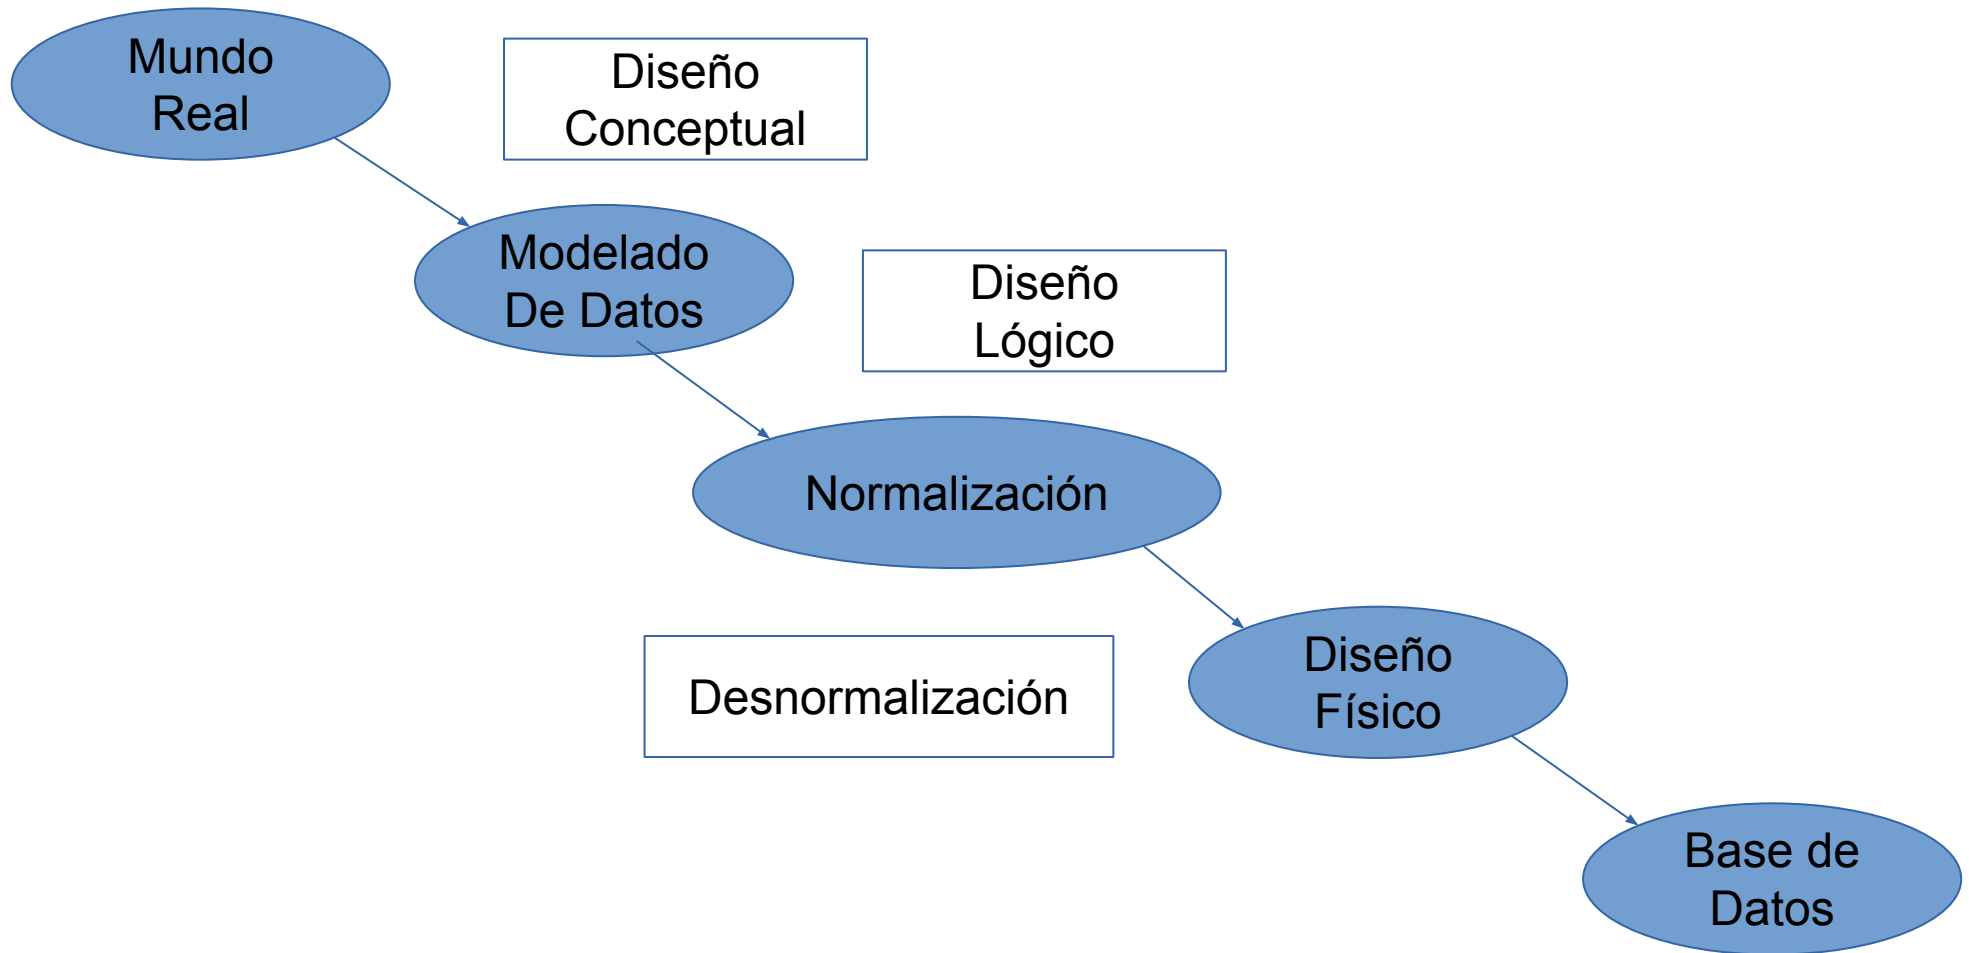 Mundo
Real
Diseño
Conceptual
Modelado
De Datos
Diseño
Lógico
Normalización
Diseño
Físico
Desnormalización
Base de
Datos